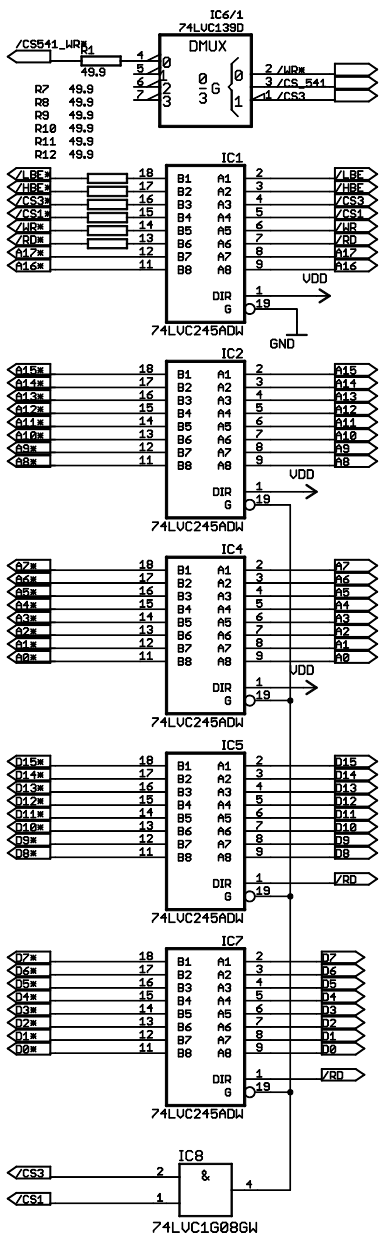 IC6/1
74LVC139D
/CS541_WR* R1 4 0 DMUX
49.9 5 1 0 G 0 2 /WR*
6 2 3 1 3 /CS_541
7 3 1 /CS3
R7 49.9
R8 49.9
R9 49.9
R10 49.9
R11 49.9
R12 49.9
IC1
/LBE* 18 B1 A1 2 /LBE
/HBE* 17 B2 A2 3 /HBE
/CS3* 16 B3 A3 4 /CS3
/CS1* 15 B4 A4 5 /CS1
/WR* 14 B5 A5 6 /WR
/RD* 13 B6 A6 7 /RD
A17* 12 B7 A7 8 A17
A16* 11 B8 A8 9 A16
VDD
DIR 1
G 19
74LVC245ADW
GND
IC2
A15* 18 B1 A1 2 A15
A14* 17 B2 A2 3 A14
A13* 16 B3 A3 4 A13
A12* 15 B4 A4 5 A12
A11* 14 B5 A5 6 A11
A10* 13 B6 A6 7 A10
A9* 12 B7 A7 8 A9
A8* 11 B8 A8 9 A8
VDD
DIR 1
G 19
74LVC245ADW
IC4
A7* 18 B1 A1 2 A7
A6* 17 B2 A2 3 A6
A5* 16 B3 A3 4 A5
A4* 15 B4 A4 5 A4
A3* 14 B5 A5 6 A3
A2* 13 B6 A6 7 A2
A1* 12 B7 A7 8 A1
A0* 11 B8 A8 9 A0
VDD
DIR 1
G 19
74LVC245ADW
IC5
D15* 18 B1 A1 2 D15
D14* 17 B2 A2 3 D14
D13* 16 B3 A3 4 D13
D12* 15 B4 A4 5 D12
D11* 14 B5 A5 6 D11
D10* 13 B6 A6 7 D10
D9* 12 B7 A7 8 D9
D8* 11 B8 A8 9 D8
DIR 1 /RD
G 19
74LVC245ADW
IC7
D7* 18 B1 A1 2 D7
D6* 17 B2 A2 3 D6
D5* 16 B3 A3 4 D5
D4* 15 B4 A4 5 D4
D3* 14 B5 A5 6 D3
D2* 13 B6 A6 7 D2
D1* 12 B7 A7 8 D1
D0* 11 B8 A8 9 D0
DIR 1 /RD
G 19
74LVC245ADW
IC8
/CS3 2 &
/CS1 1 4
74LVC1G08GW